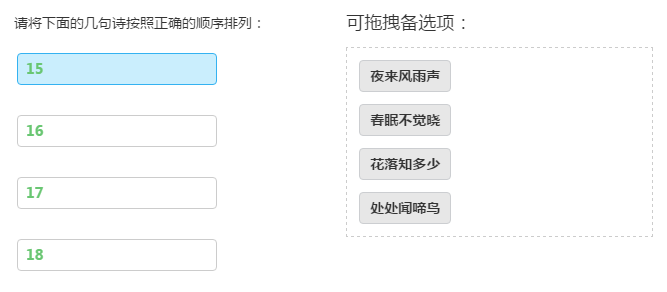 请将下面的几句诗按照正确的顺序排列：
15
16
17
18
可拖拽备选项：
夜来风雨声
春眠不觉晓
花落知多少
处处闻啼鸟